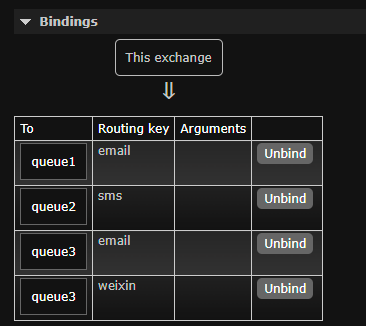 Bindings
This exchange
⇓
To Routing key Arguments
queue1 email Unbind
queue2 sms Unbind
queue3 email Unbind
queue3 weixin Unbind